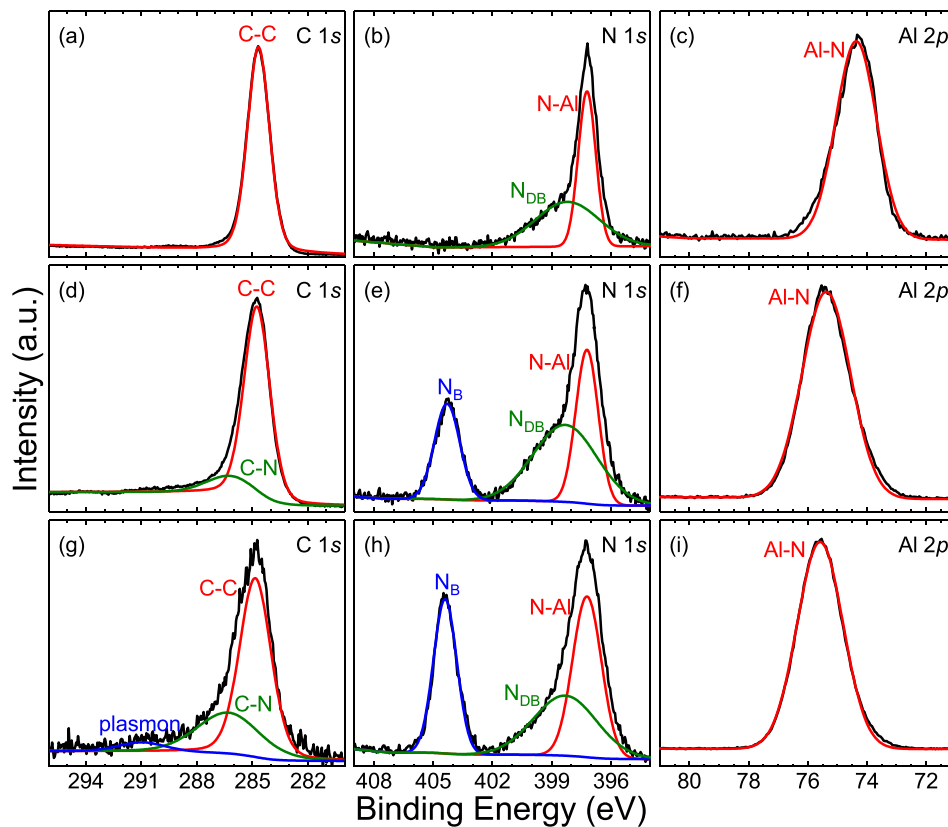 (a) C-C C 1s
(b) N-Al N_DB N 1s
(c) Al-N Al 2p
(d) C-C C-N C 1s
(e) N_B N_DB N-Al N 1s
(f) Al-N Al 2p
(g) C-C C-N plasmon C 1s
(h) N_B N_DB N-Al N 1s
(i) Al-N Al 2p
294 291 288 285 282
408 405 402 399 396
80 78 76 74 72
Intensity (a.u.)
Binding Energy (eV)